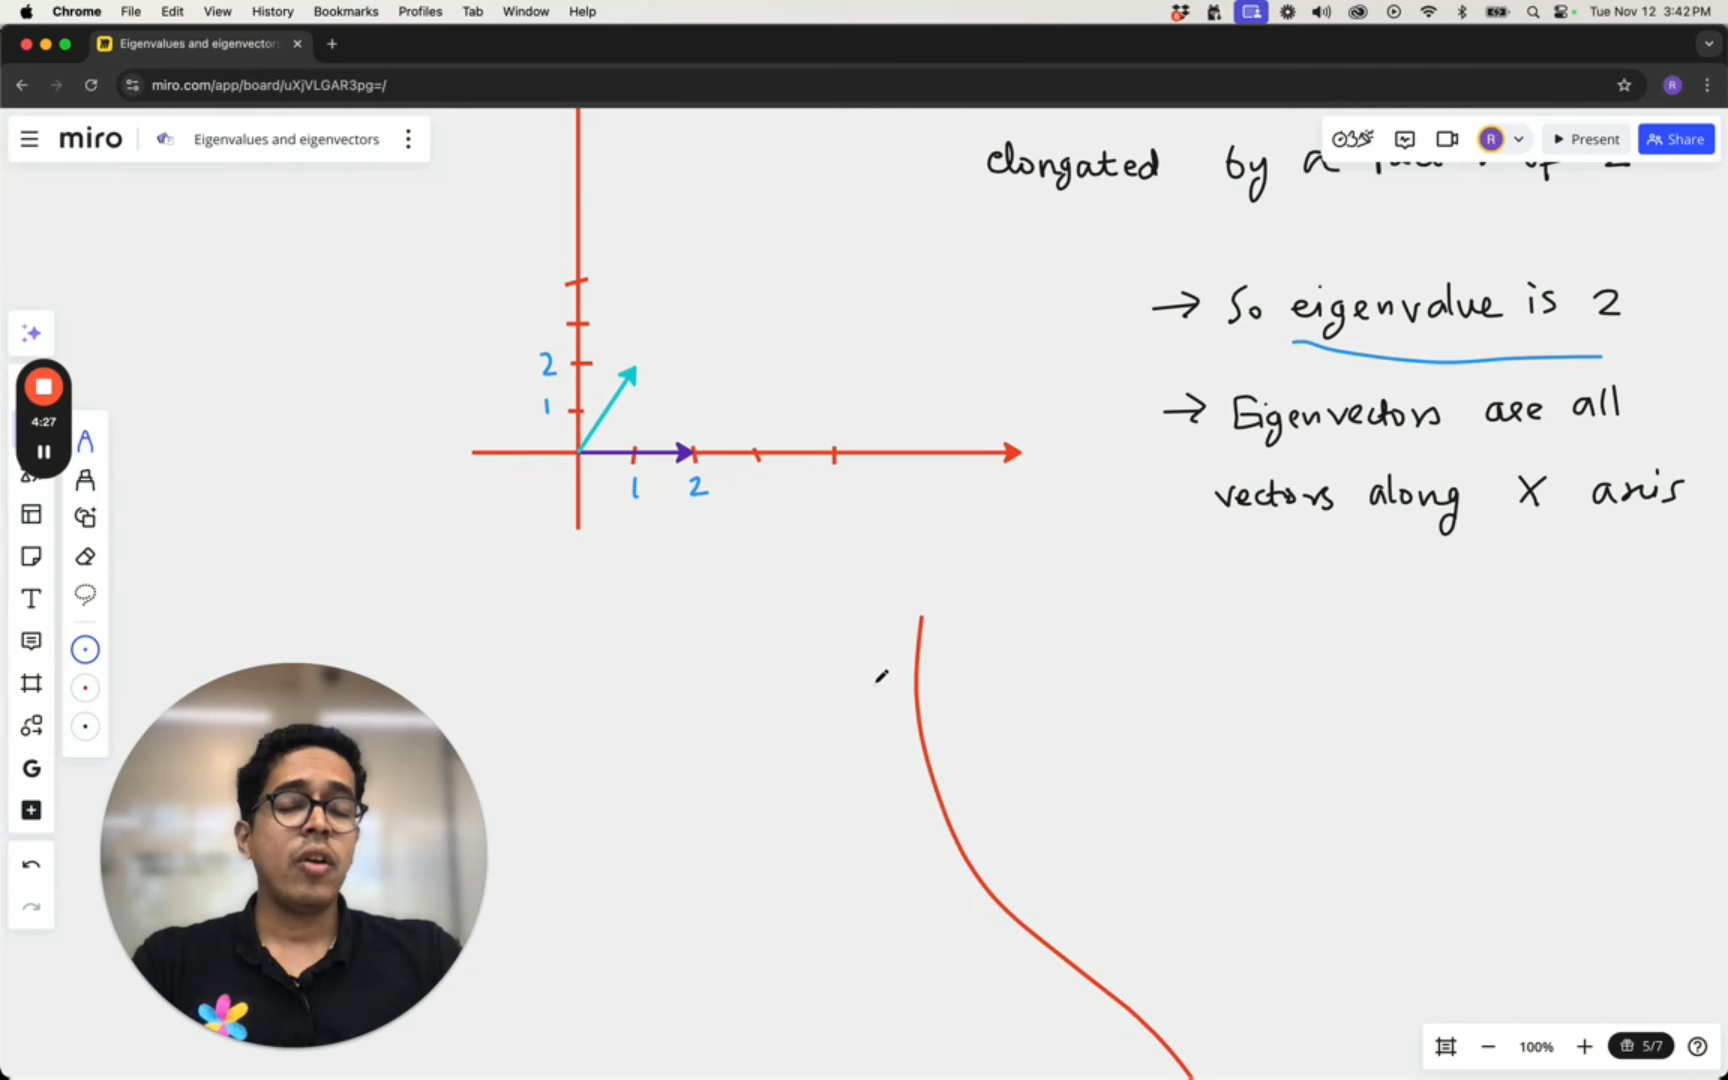 Chrome File Edit View History Bookmarks Profiles Tab Window Help Tue Nov 12 3:42 PM
Eigenvalues and eigenvector
miro.com/app/board/uXjVLGAR3pg=/
miro Eigenvalues and eigenvectors
R
Present
Share
elongated by a
2
1
1 2
→ So eigenvalue is 2
→ Eigenvectors are all
vectors along X axis
4:27
T
G
100%
5/7